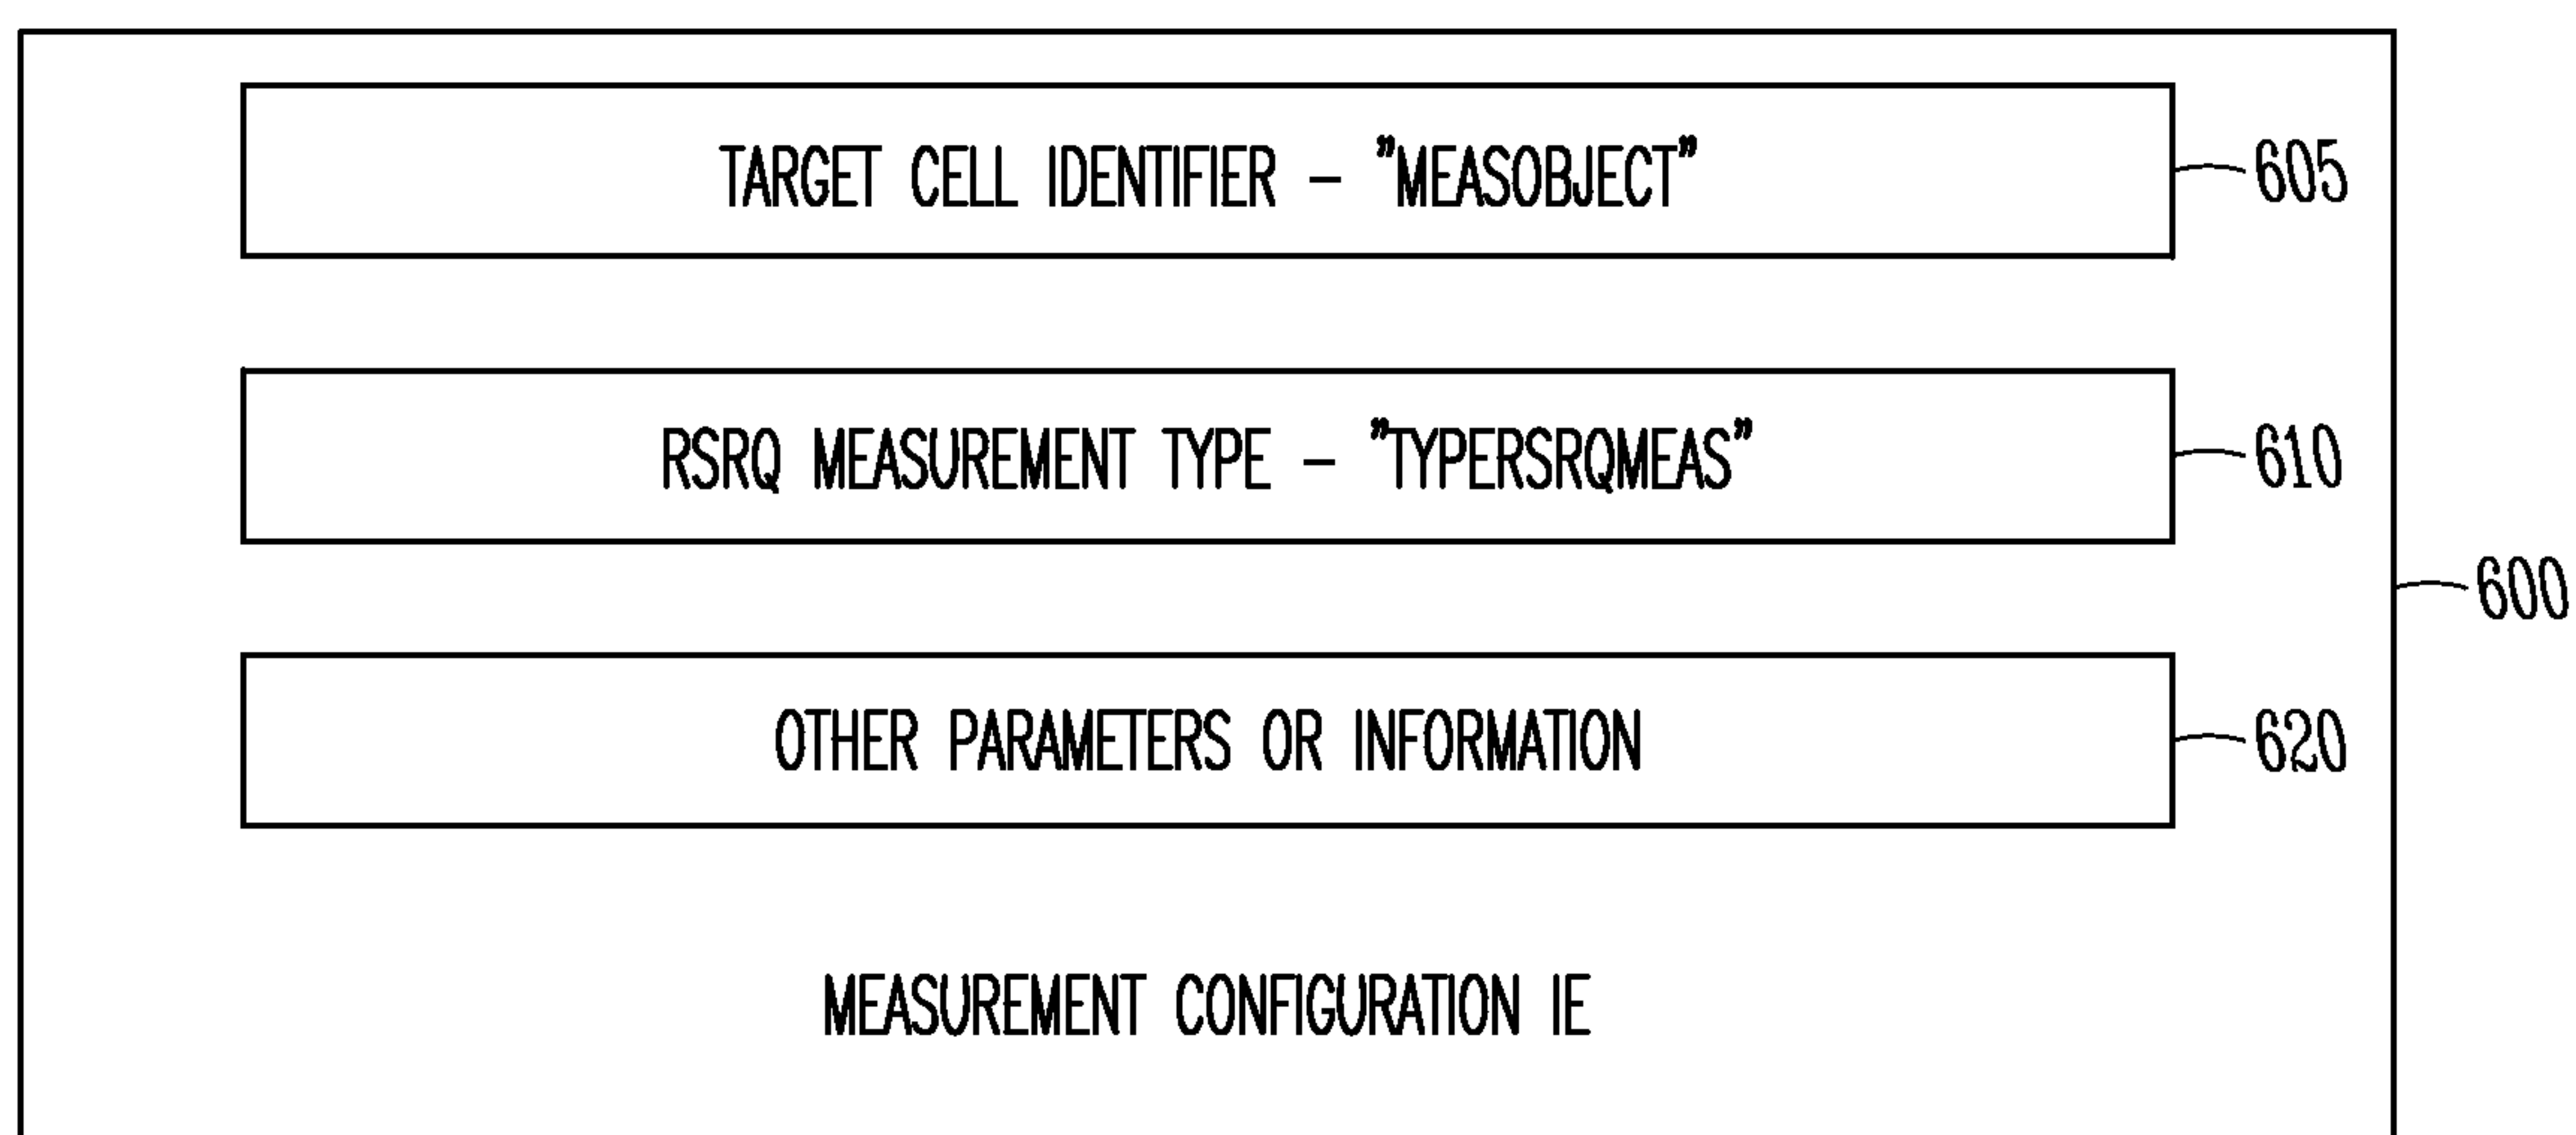 TARGET CELL IDENTIFIER – "MEASOBJECT"
605
RSRQ MEASUREMENT TYPE – "TYPERSRQMEAS"
610
600
OTHER PARAMETERS OR INFORMATION
620
MEASUREMENT CONFIGURATION IE